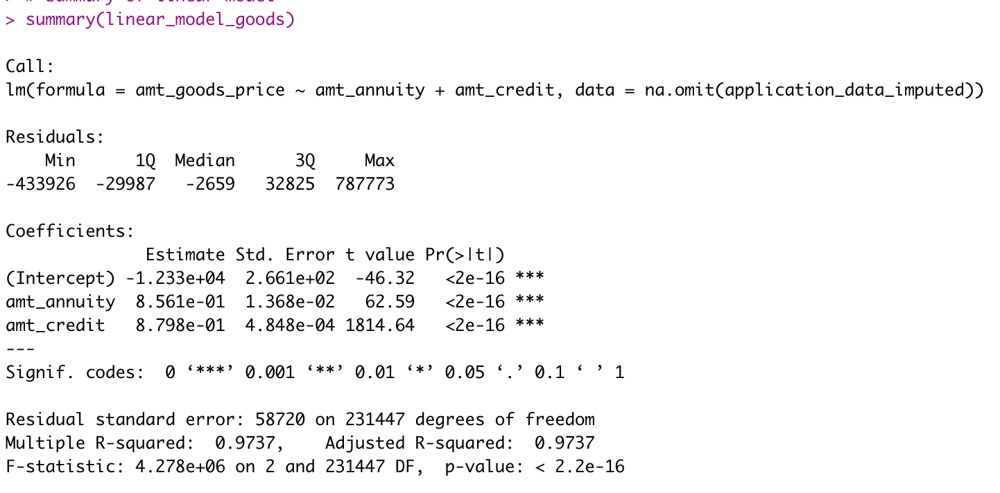 > # summary of linear model
> summary(linear_model_goods)
Call:
lm(formula = amt_goods_price ~ amt_annuity + amt_credit, data = na.omit(application_data_imputed))
Residuals:
    Min      1Q  Median      3Q     Max
-433926  -29987   -2659   32825  787773
Coefficients:
              Estimate Std. Error t value Pr(>|t|)
(Intercept) -1.233e+04  2.661e+02  -46.32   <2e-16 ***
amt_annuity  8.561e-01  1.368e-02   62.59   <2e-16 ***
amt_credit   8.798e-01  4.848e-04 1814.64   <2e-16 ***
---
Signif. codes:  0 ‘***’ 0.001 ‘**’ 0.01 ‘*’ 0.05 ‘.’ 0.1 ‘ ’ 1
Residual standard error: 58720 on 231447 degrees of freedom
Multiple R-squared:  0.9737,    Adjusted R-squared:  0.9737
F-statistic: 4.278e+06 on 2 and 231447 DF,  p-value: < 2.2e-16